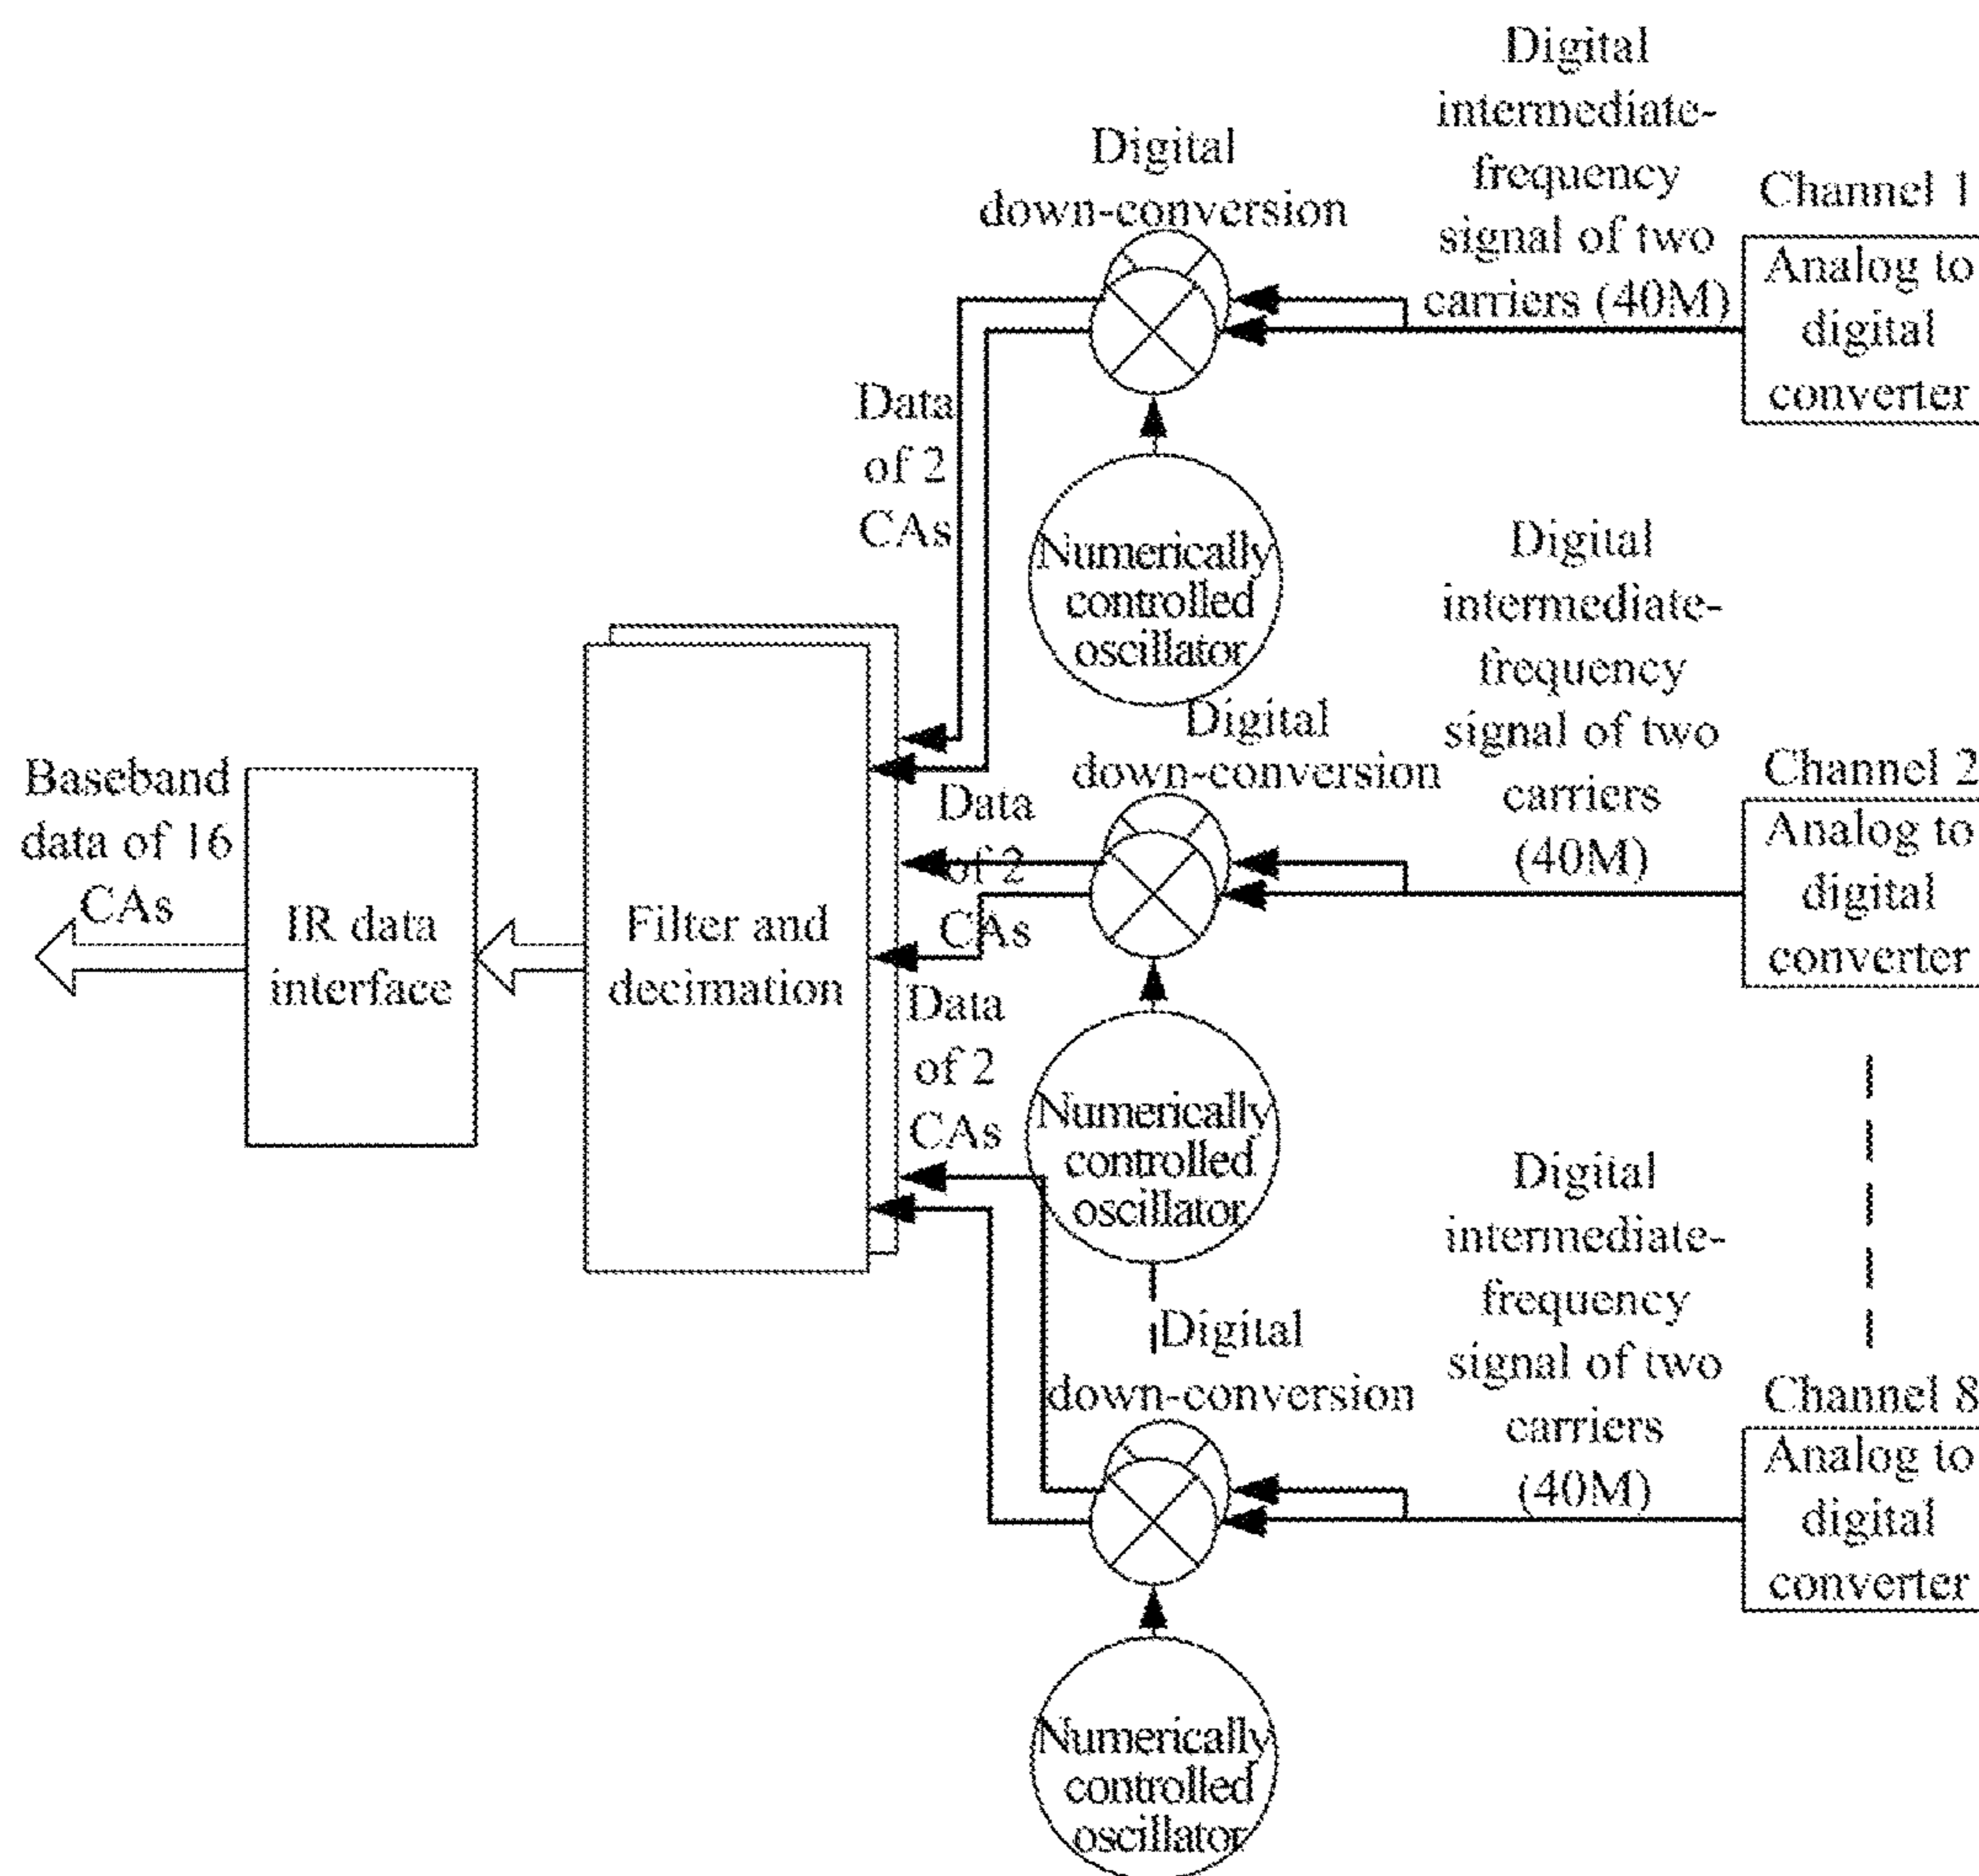 Digital
intermediate-
frequency
signal of two
carriers (40M)
Channel 1
Analog to
digital
converter
Digital
down-conversion
Data
of 2
CAs
Numerically
controlled
oscillator
Digital
intermediate-
frequency
signal of two
carriers
(40M)
Channel 2
Analog to
digital
converter
Digital
down-conversion
Data
of 2
CAs
Numerically
controlled
oscillator
Baseband
data of 16
CAs
IR data
interface
Filter and
decimation
Data
of 2
CAs
Digital
intermediate-
frequency
signal of two
carriers
(40M)
Channel 8
Analog to
digital
converter
Digital
down-conversion
Numerically
controlled
oscillator